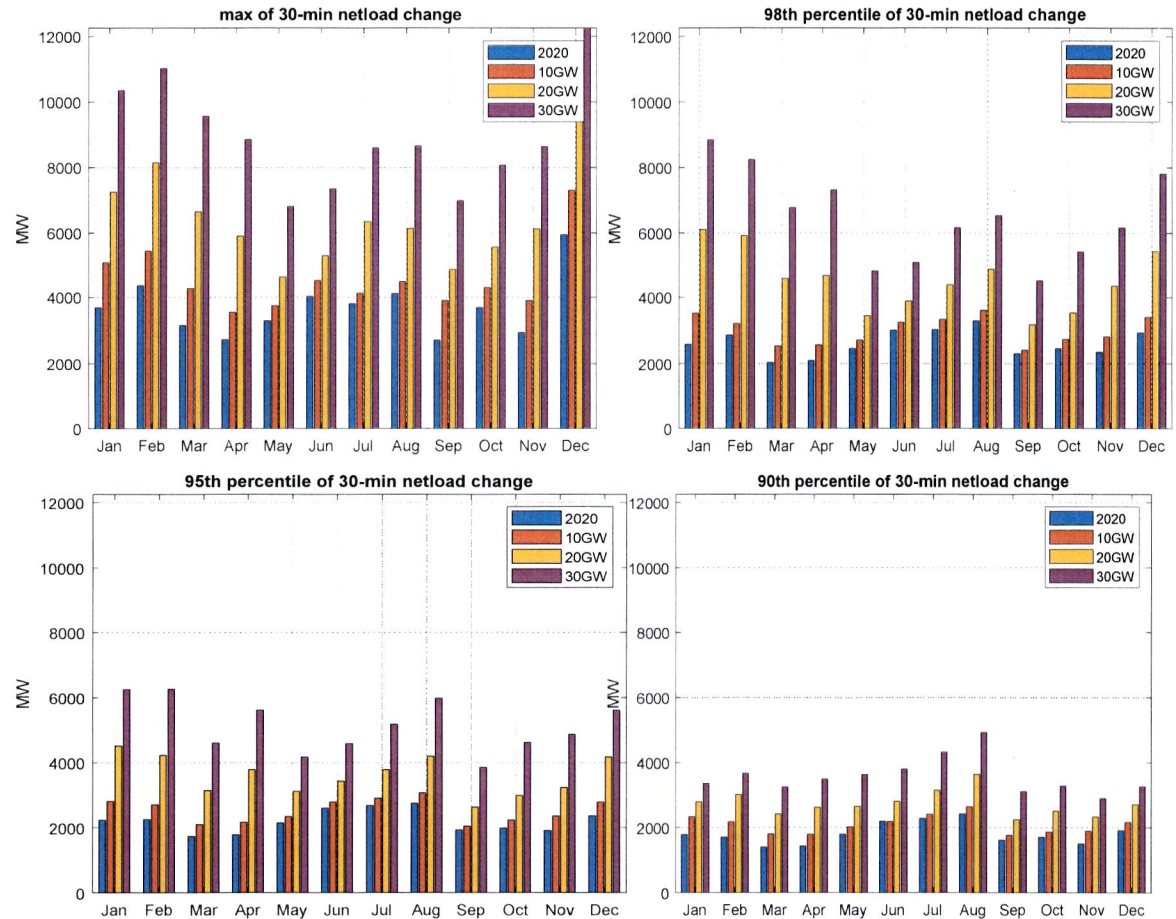 max of 30-min netload change
12000
10000
8000
6000
4000
2000
0
MW
2020
10GW
20GW
30GW
Jan Feb Mar Apr May Jun Jul Aug Sep Oct Nov Dec
98th percentile of 30-min netload change
12000
10000
8000
6000
4000
2000
0
MW
2020
10GW
20GW
30GW
Jan Feb Mar Apr May Jun Jul Aug Sep Oct Nov Dec
95th percentile of 30-min netload change
12000
10000
8000
6000
4000
2000
0
MW
2020
10GW
20GW
30GW
Jan Feb Mar Apr May Jun Jul Aug Sep Oct Nov Dec
90th percentile of 30-min netload change
12000
10000
8000
6000
4000
2000
0
MW
2020
10GW
20GW
30GW
Jan Feb Mar Apr May Jun Jul Aug Sep Oct Nov Dec